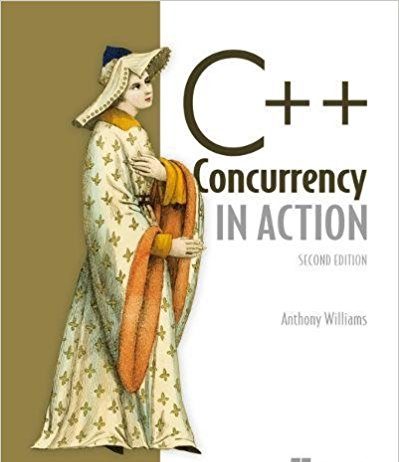 C++
Concurrency
IN ACTION
SECOND EDITION
Anthony Williams